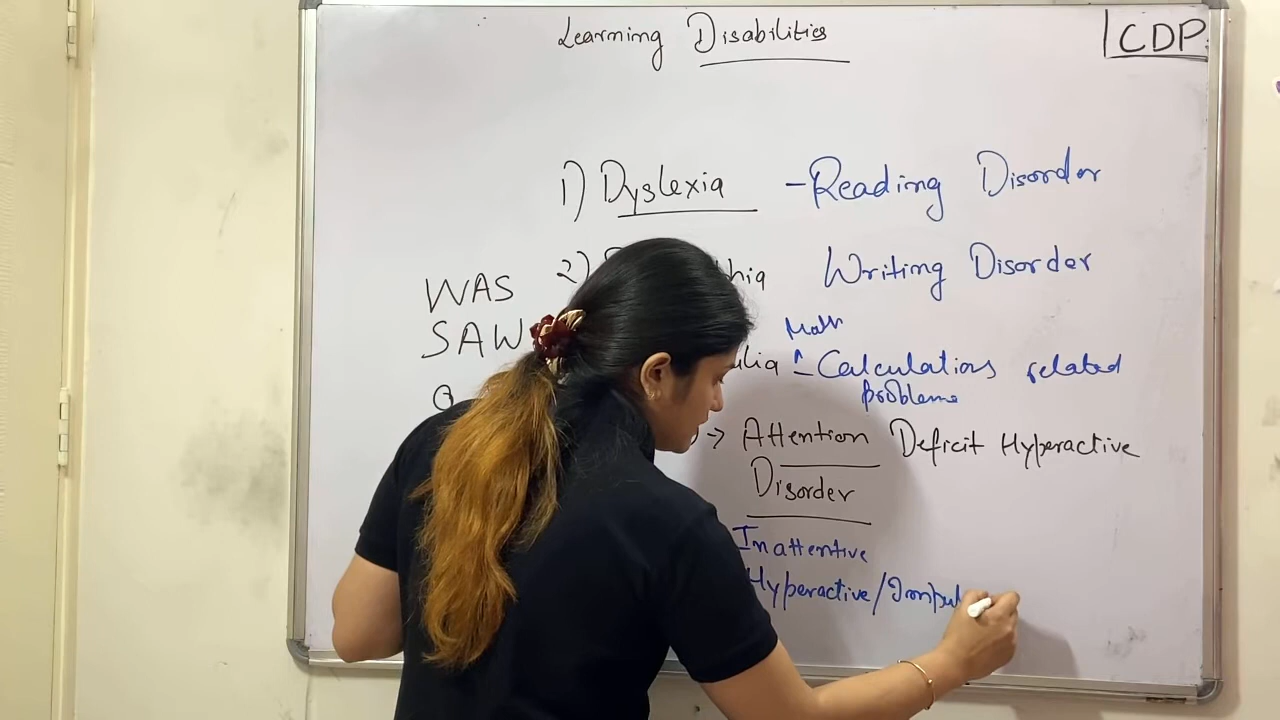 Learning Disabilities
CDP
1) Dyslexia - Reading Disorder
2) Writing Disorder
WAS
SAW
Math
- Calculations related
problems
→ Attention Deficit Hyperactive
Disorder
Inattentive
Hyperactive/Impul